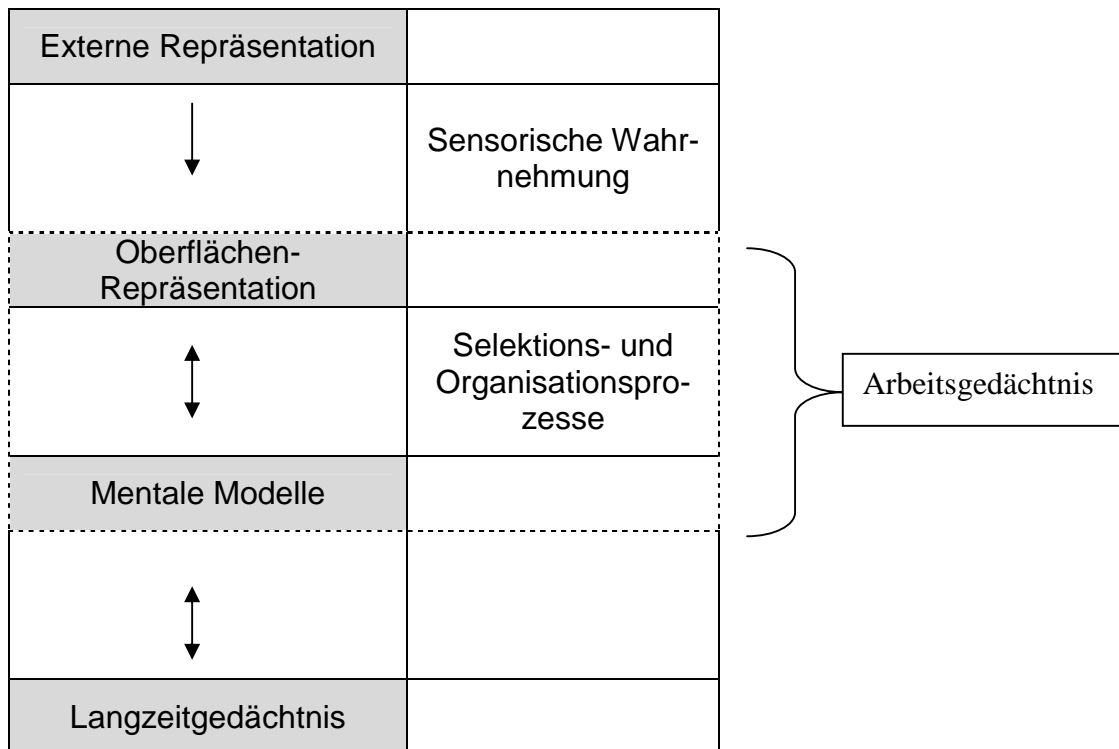 Externe Repräsentation
Sensorische Wahr-
nehmung
Oberflächen-
Repräsentation
Selektions- und
Organisationspro-
zesse
Arbeitsgedächtnis
Mentale Modelle
Langzeitgedächtnis